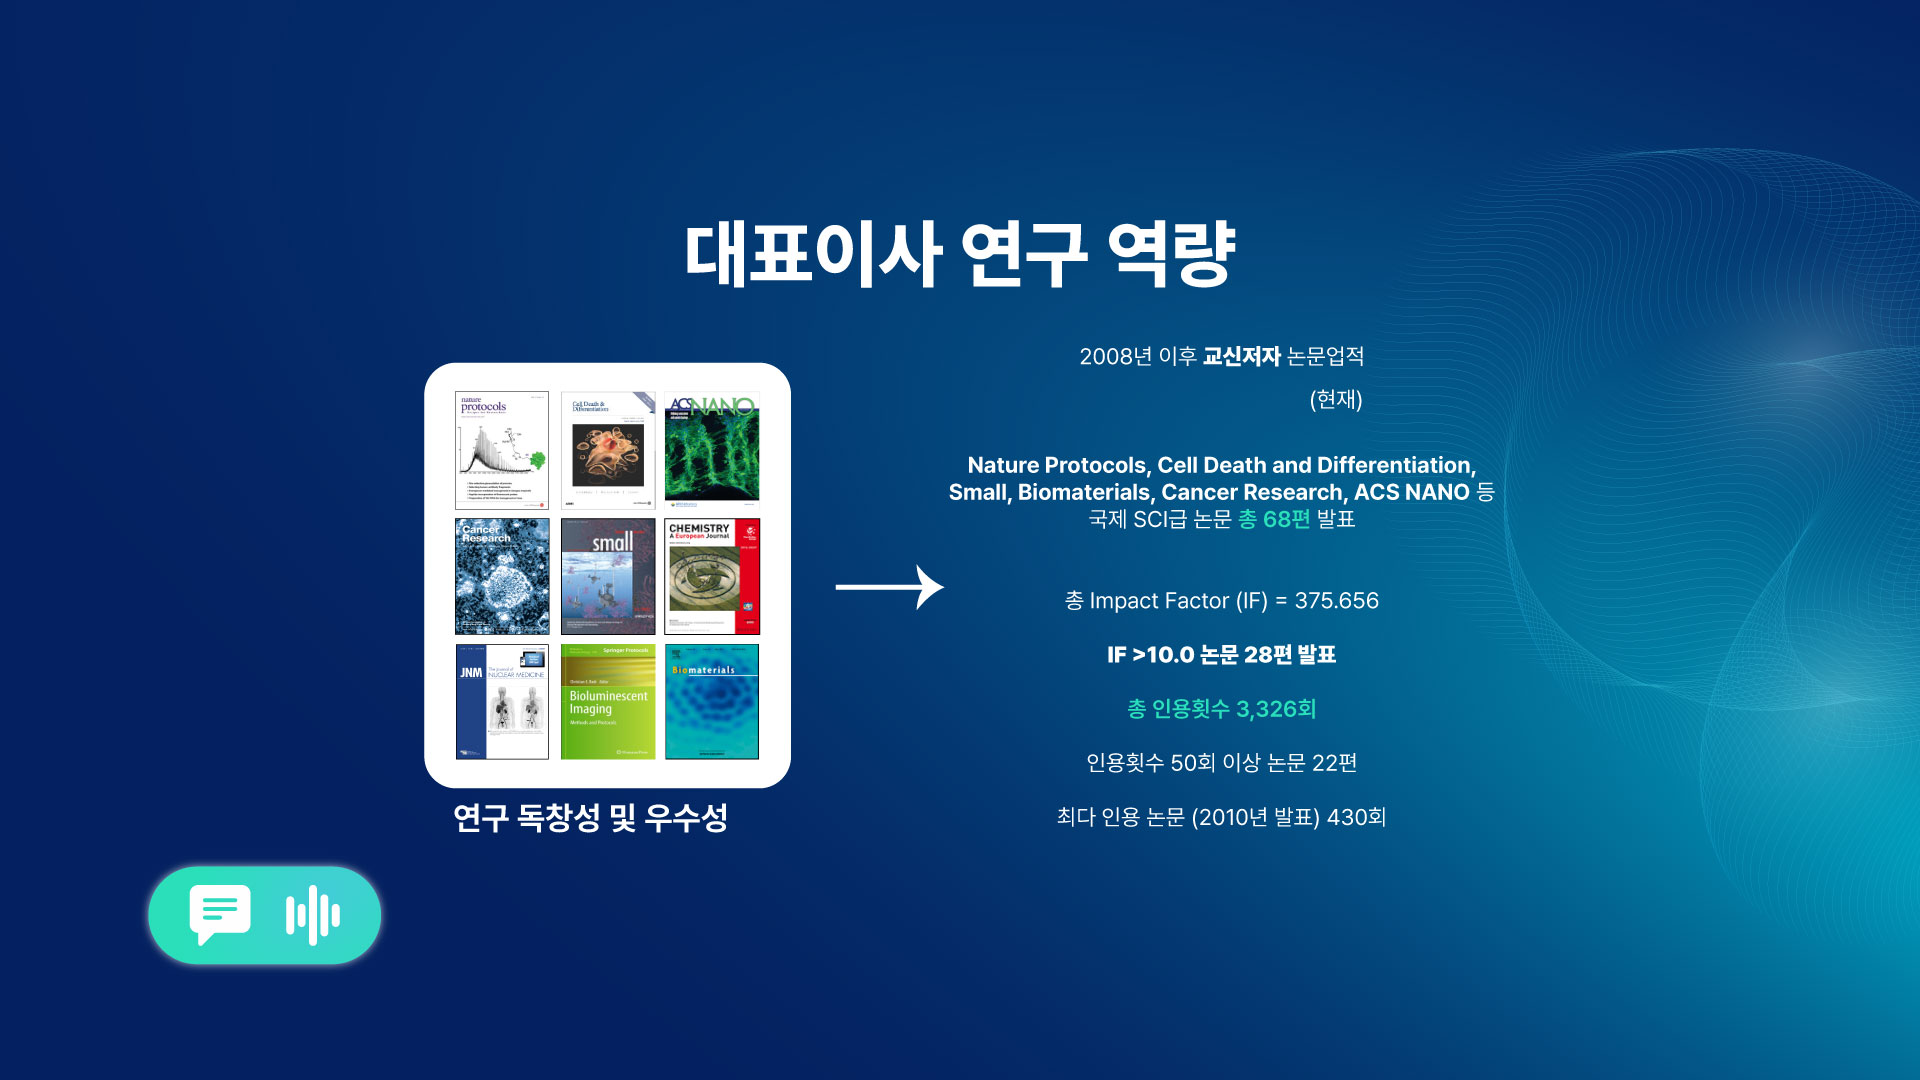 대표이사 연구 역량
nature
protocols
Cell Death &
Differentiation
ACSNANO
Cancer
Research
small
CHEMISTRY
A European Journal
JNM
The Journal of
NUCLEAR MEDICINE
Springer Protocols
Bioluminescent
Imaging
Methods and Protocols
Biomaterials
연구 독창성 및 우수성
2008년 이후 교신저자 논문업적
(현재)
Nature Protocols, Cell Death and Differentiation,
Small, Biomaterials, Cancer Research, ACS NANO 등
국제 SCI급 논문 총 68편 발표
총 Impact Factor (IF) = 375.656
IF >10.0 논문 28편 발표
총 인용횟수 3,326회
인용횟수 50회 이상 논문 22편
최다 인용 논문 (2010년 발표) 430회